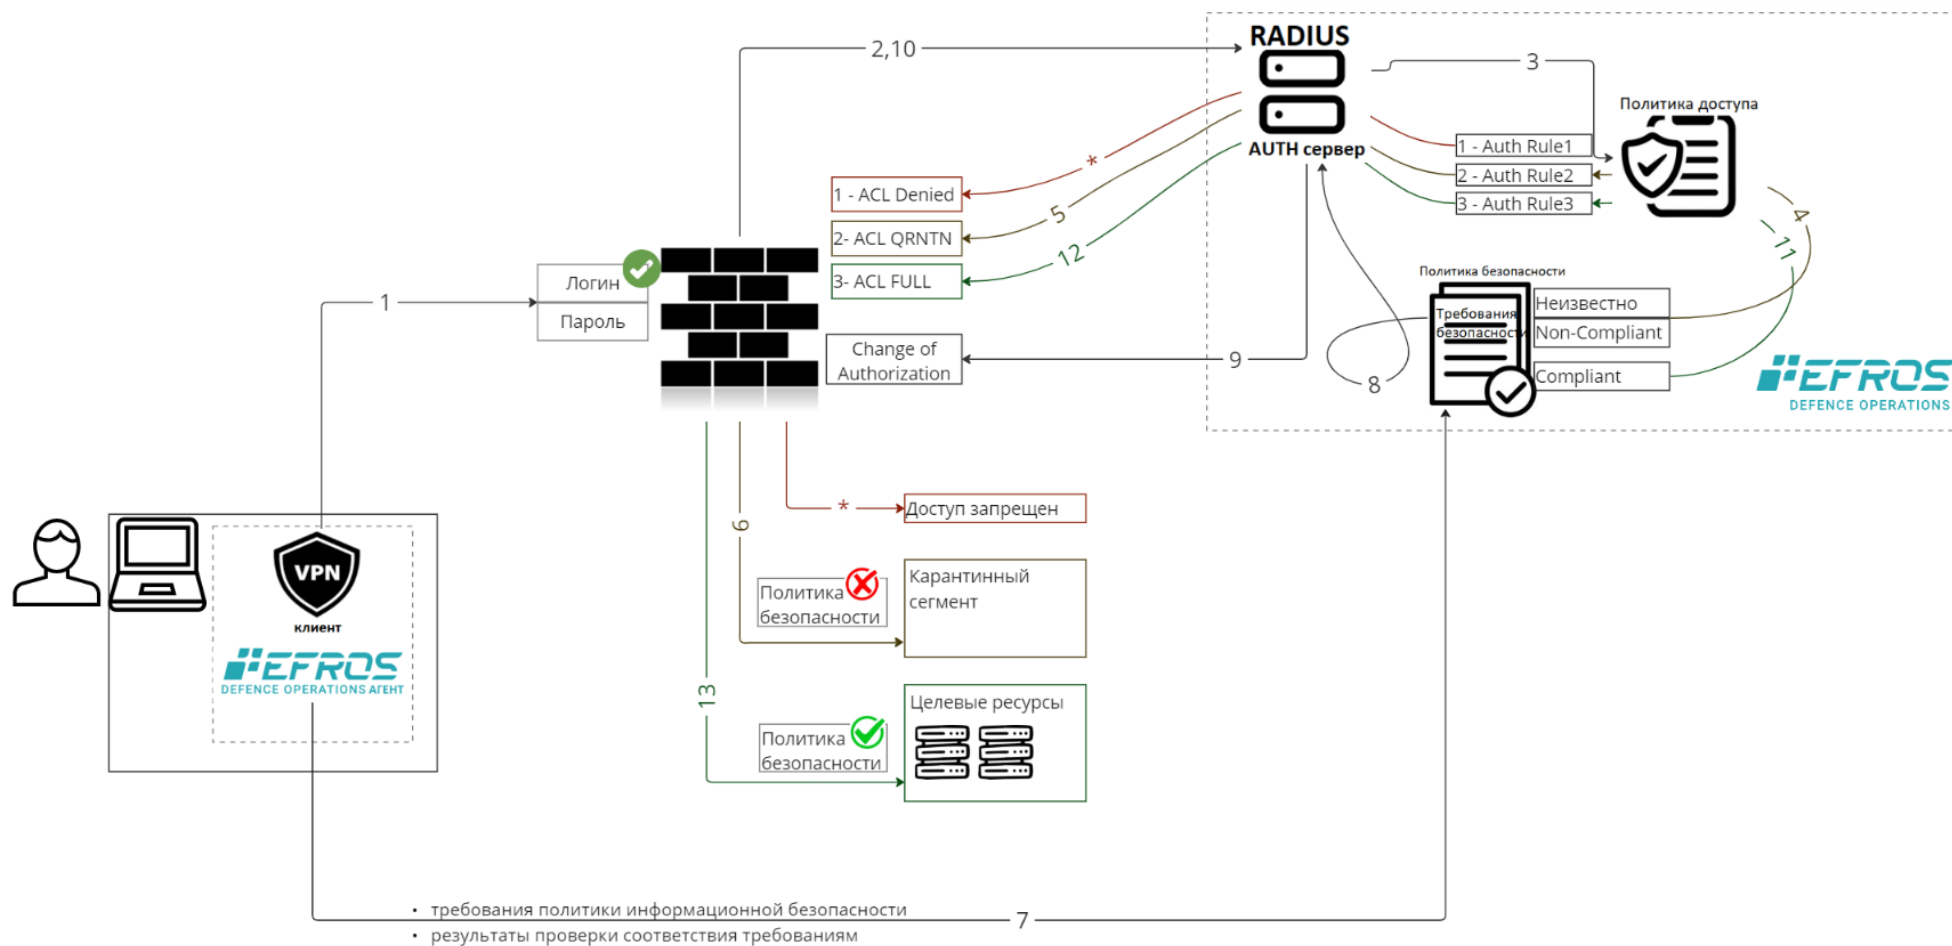 2,10
RADIUS
AUTH сервер
3
Политика доступа
1 - Auth Rule1
2 - Auth Rule2
3 - Auth Rule3
*
5
12
1 - ACL Denied
2- ACL QRNTN
3- ACL FULL
4
11
Логин
Пароль
1
Change of
Authorization
9
8
Политика безопасности
Требования
безопасности
Неизвестно
Non-Compliant
Compliant
EFROS
DEFENCE OPERATIONS
*
Доступ запрещен
6
Политика
безопасности
Карантинный
сегмент
13
Политика
безопасности
Целевые ресурсы
VPN
клиент
EFROS
DEFENCE OPERATIONS АГЕНТ
• требования политики информационной безопасности
7
• результаты проверки соответствия требованиям